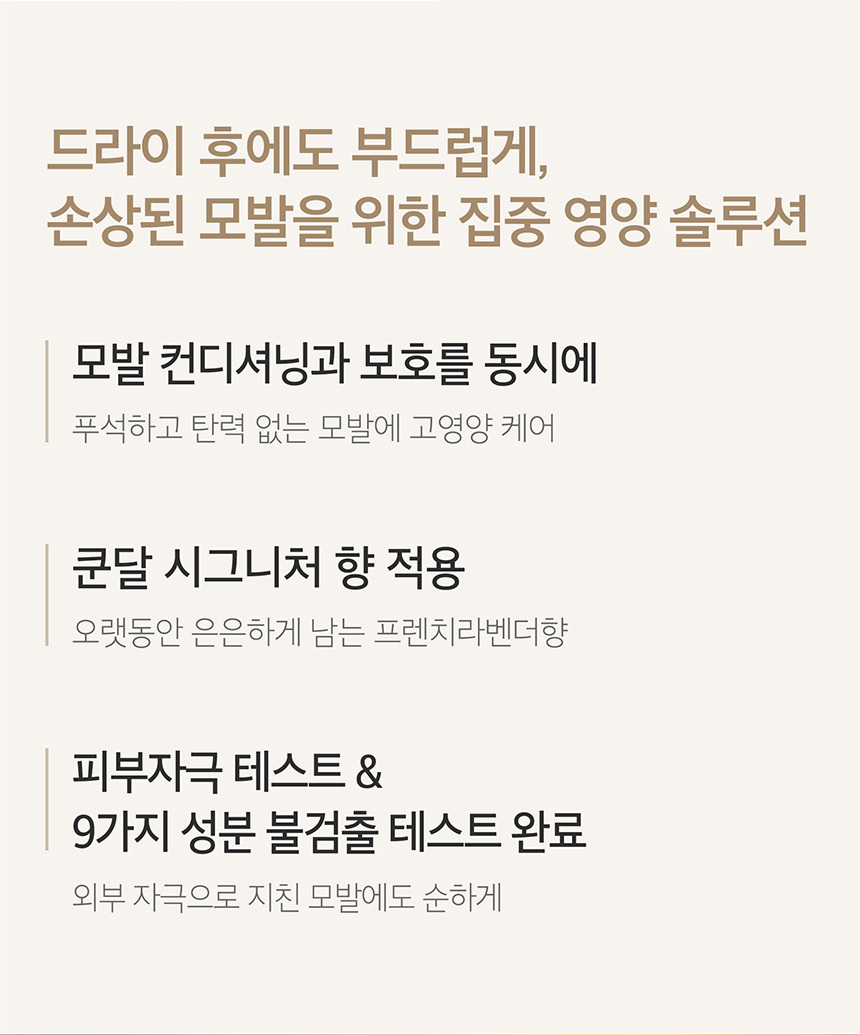 드라이 후에도 부드럽게,
손상된 모발을 위한 집중 영양 솔루션
모발 컨디셔닝과 보호를 동시에
푸석하고 탄력 없는 모발에 고영양 케어
쿤달 시그니처 향 적용
오랫동안 은은하게 남는 프렌치라벤더향
피부자극 테스트 &
9가지 성분 불검출 테스트 완료
외부 자극으로 지친 모발에도 순하게